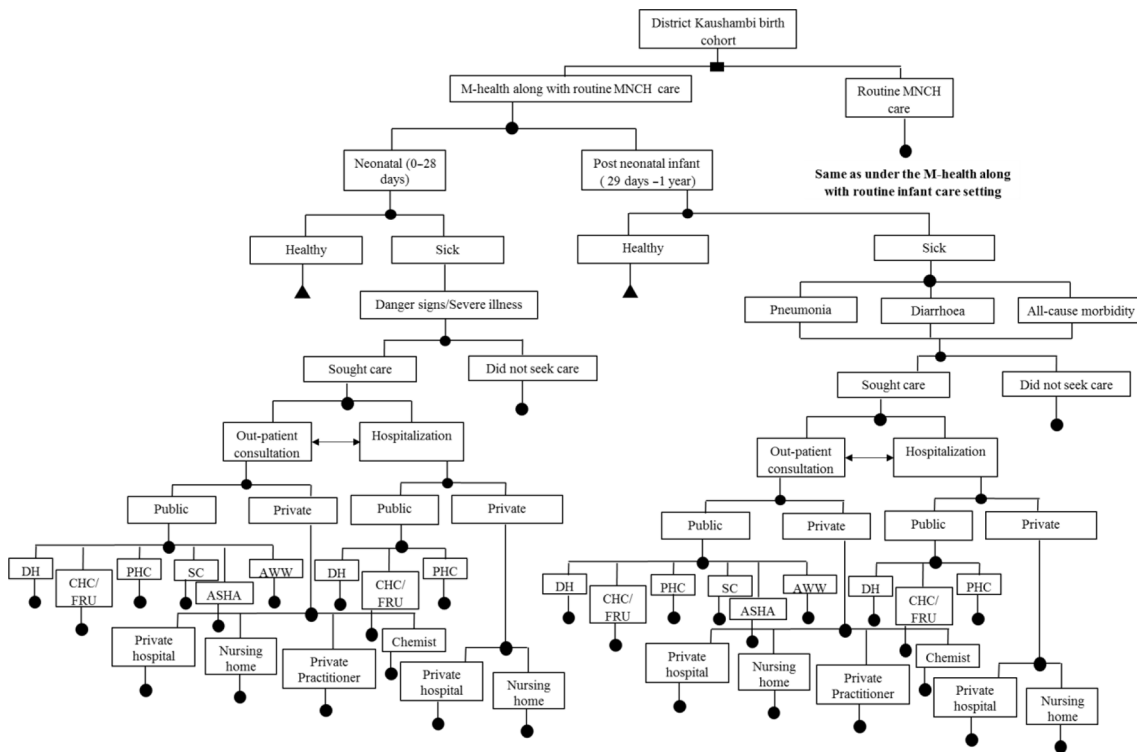 District Kaushambi birth
cohort
M-health along with routine MNCH care
Routine MNCH
care
Neonatal (0–28
days)
Post neonatal infant
( 29 days –1 year)
Same as under the M-health along
with routine infant care setting
Healthy
Sick
Healthy
Sick
Danger signs/Severe illness
Pneumonia
Diarrhoea
All-cause morbidity
Sought care
Did not seek care
Sought care
Did not seek care
Out-patient
consultation
Hospitalization
Out-patient
consultation
Hospitalization
Public
Private
Public
Private
Public
Private
Public
Private
DH
CHC/
FRU
PHC
SC
ASHA
AWW
DH
CHC/
FRU
PHC
DH
CHC/
FRU
PHC
SC
ASHA
AWW
DH
CHC/
FRU
PHC
Private
hospital
Nursing
home
Private
Practitioner
Chemist
Private
hospital
Nursing
home
Private
hospital
Nursing
home
Private
Practitioner
Chemist
Private
hospital
Nursing
home